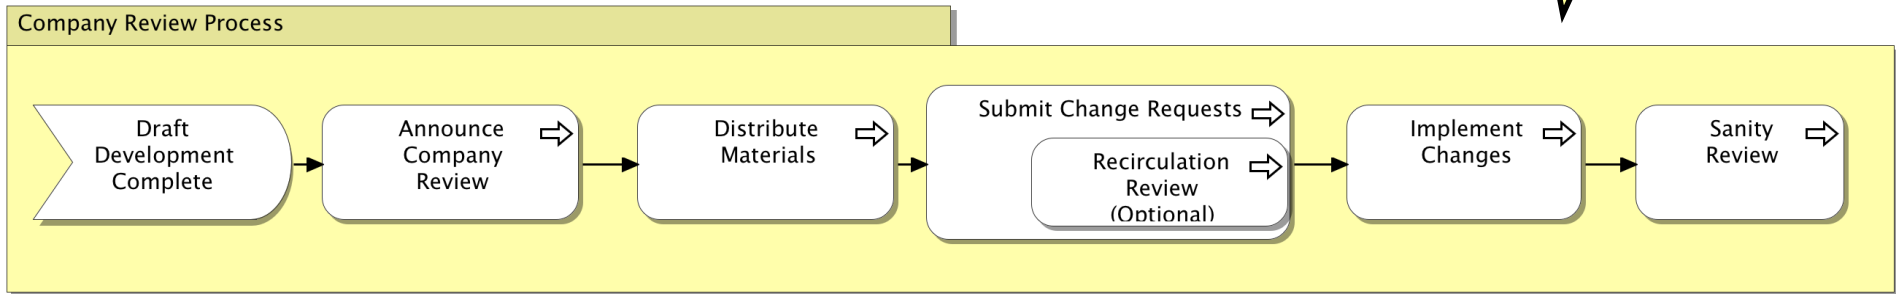 Company Review Process
Draft
Development
Complete
Announce
Company
Review
Distribute
Materials
Submit Change Requests
Recirculation
Review
(Optional)
Implement
Changes
Sanity
Review